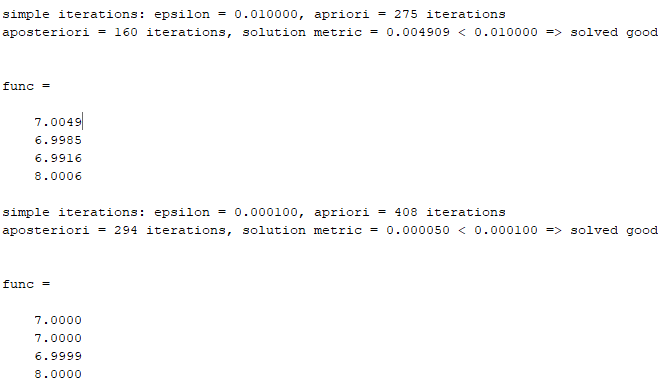 simple iterations: epsilon = 0.010000, apriori = 275 iterations
aposteriori = 160 iterations, solution metric = 0.004909 < 0.010000 => solved good
func =
7.0049
6.9985
6.9916
8.0006
simple iterations: epsilon = 0.000100, apriori = 408 iterations
aposteriori = 294 iterations, solution metric = 0.000050 < 0.000100 => solved good
func =
7.0000
7.0000
6.9999
8.0000